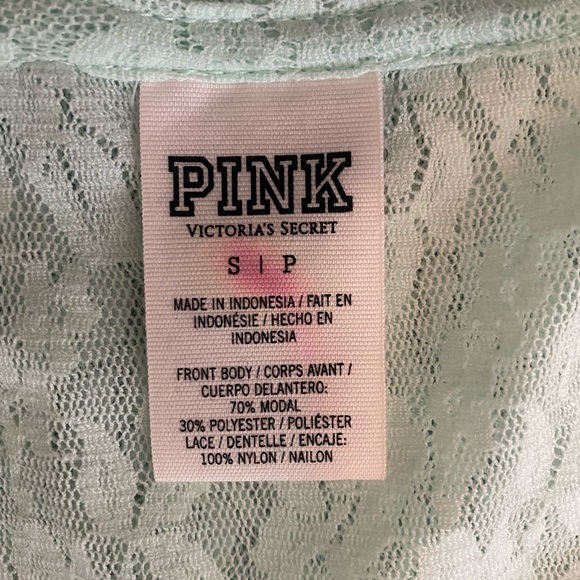 PINK
VICTORIA'S SECRET
S | P
MADE IN INDONESIA / FAIT EN
INDONÉSIE / HECHO EN
INDONESIA
FRONT BODY / CORPS AVANT /
CUERPO DELANTERO:
70% MODAL
30% POLYESTER / POLIÉSTER
LACE / DENTELLE / ENCAJE:
100% NYLON / NAILON